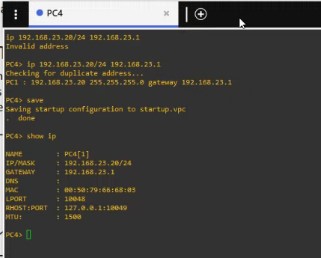 PC4
ip 192.168.23.20/24 192.168.23.1
Invalid address
PC4> ip 192.168.23.20/24 192.168.23.1
Checking for duplicate address...
PC1 : 192.168.23.20 255.255.255.0 gateway 192.168.23.1
PC4> save
Saving startup configuration to startup.vpc
. done
PC4> show ip
NAME : PC4[1]
IP/MASK : 192.168.23.20/24
GATEWAY : 192.168.23.1
DNS :
MAC : 00:50:79:66:68:03
LPORT : 10048
RHOST:PORT : 127.0.0.1:10049
MTU: : 1500
PC4>